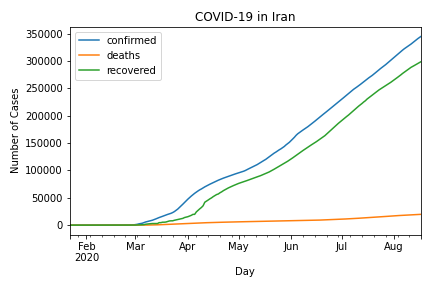 COVID-19 in Iran
confirmed
deaths
recovered
Number of Cases
350000
300000
250000
200000
150000
100000
50000
0
Feb Mar Apr May Jun Jul Aug
2020
Day